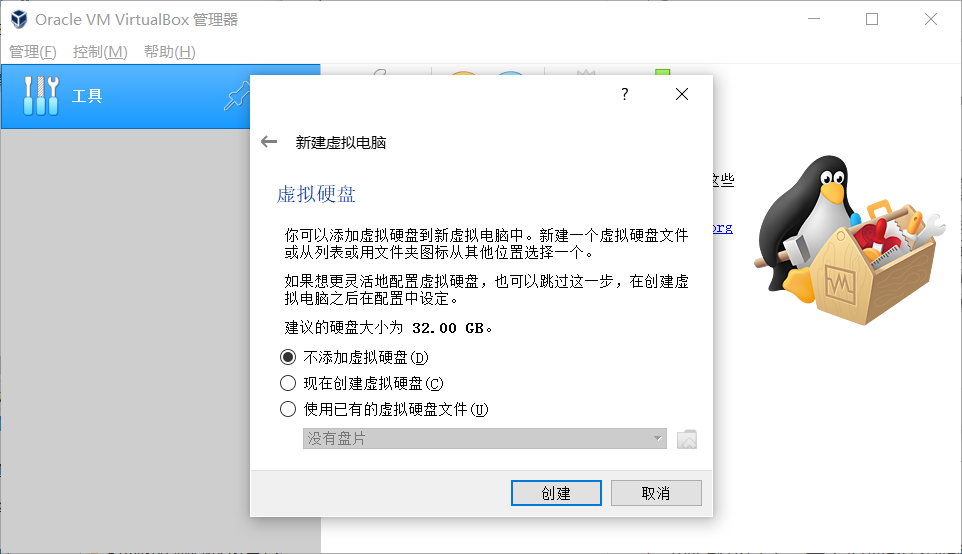 Oracle VM VirtualBox 管理器
管理(F) 控制(M) 帮助(H)
工具
?
新建虚拟电脑
虚拟硬盘
你可以添加虚拟硬盘到新虚拟电脑中。新建一个虚拟硬盘文件
或从列表或用文件夹图标从其他位置选择一个。
如果想更灵活地配置虚拟硬盘，也可以跳过这一步，在创建虚
拟电脑之后在配置中设定。
建议的硬盘大小为 32.00 GB。
不添加虚拟硬盘(D)
现在创建虚拟硬盘(C)
使用已有的虚拟硬盘文件(U)
没有盘片
创建 取消
这些
org